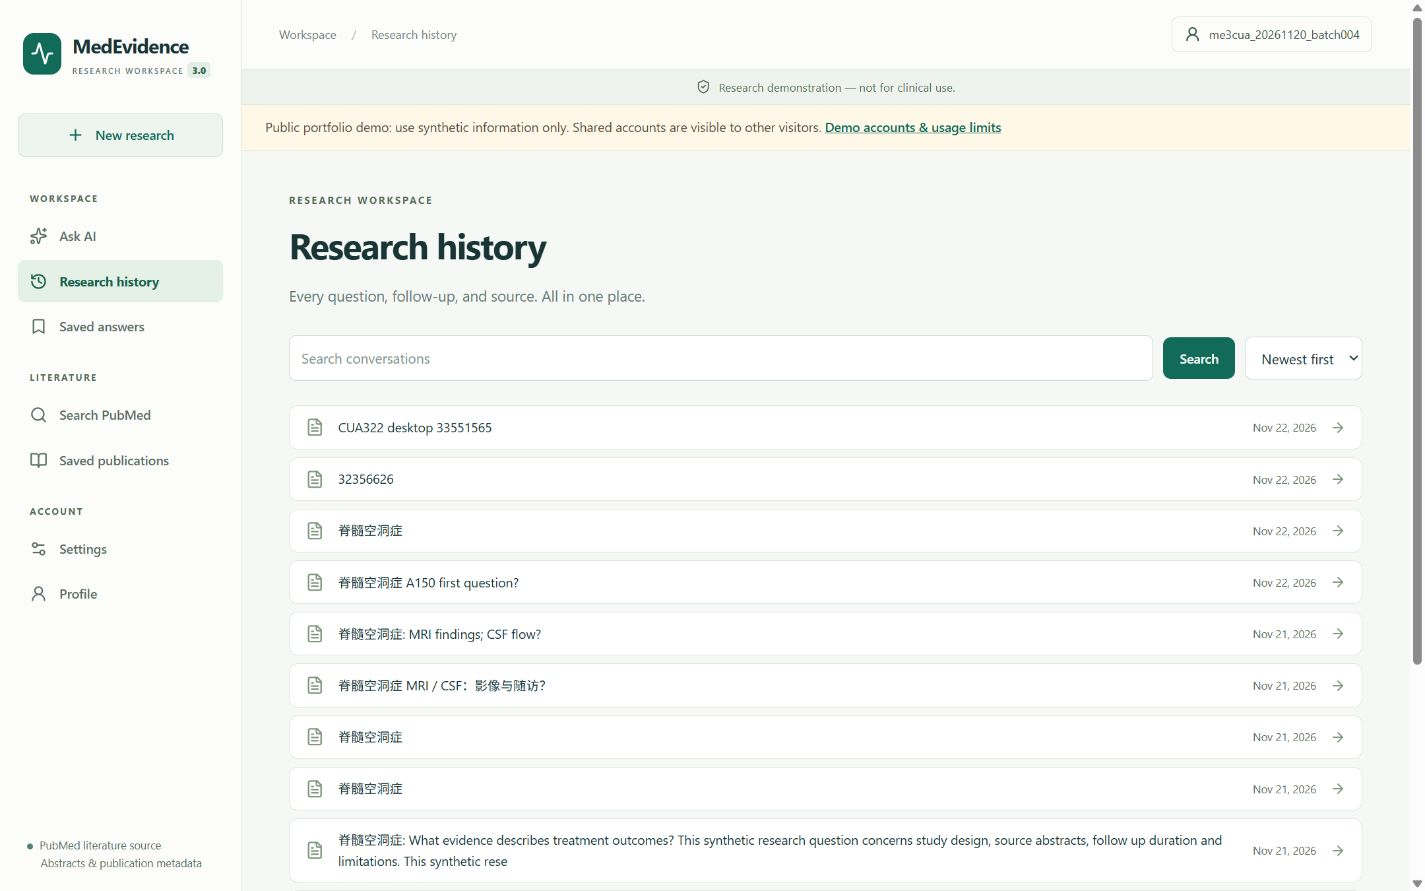 MedEvidence
RESEARCH WORKSPACE 3.0
New research
WORKSPACE
Ask AI
Research history
Saved answers
LITERATURE
Search PubMed
Saved publications
ACCOUNT
Settings
Profile
PubMed literature source
Abstracts & publication metadata
Workspace / Research history
me3cua_20261120_batch004
Research demonstration — not for clinical use.
Public portfolio demo: use synthetic information only. Shared accounts are visible to other visitors. Demo accounts & usage limits
RESEARCH WORKSPACE
Research history
Every question, follow-up, and source. All in one place.
Search conversations
Search
Newest first
CUA322 desktop 33551565 Nov 22, 2026
32356626 Nov 22, 2026
脊髓空洞症 Nov 22, 2026
脊髓空洞症 A150 first question? Nov 22, 2026
脊髓空洞症: MRI findings; CSF flow? Nov 21, 2026
脊髓空洞症 MRI / CSF：影像与随访？ Nov 21, 2026
脊髓空洞症 Nov 21, 2026
脊髓空洞症 Nov 21, 2026
脊髓空洞症: What evidence describes treatment outcomes? This synthetic research question concerns study design, source abstracts, follow up duration and
limitations. This synthetic rese Nov 21, 2026